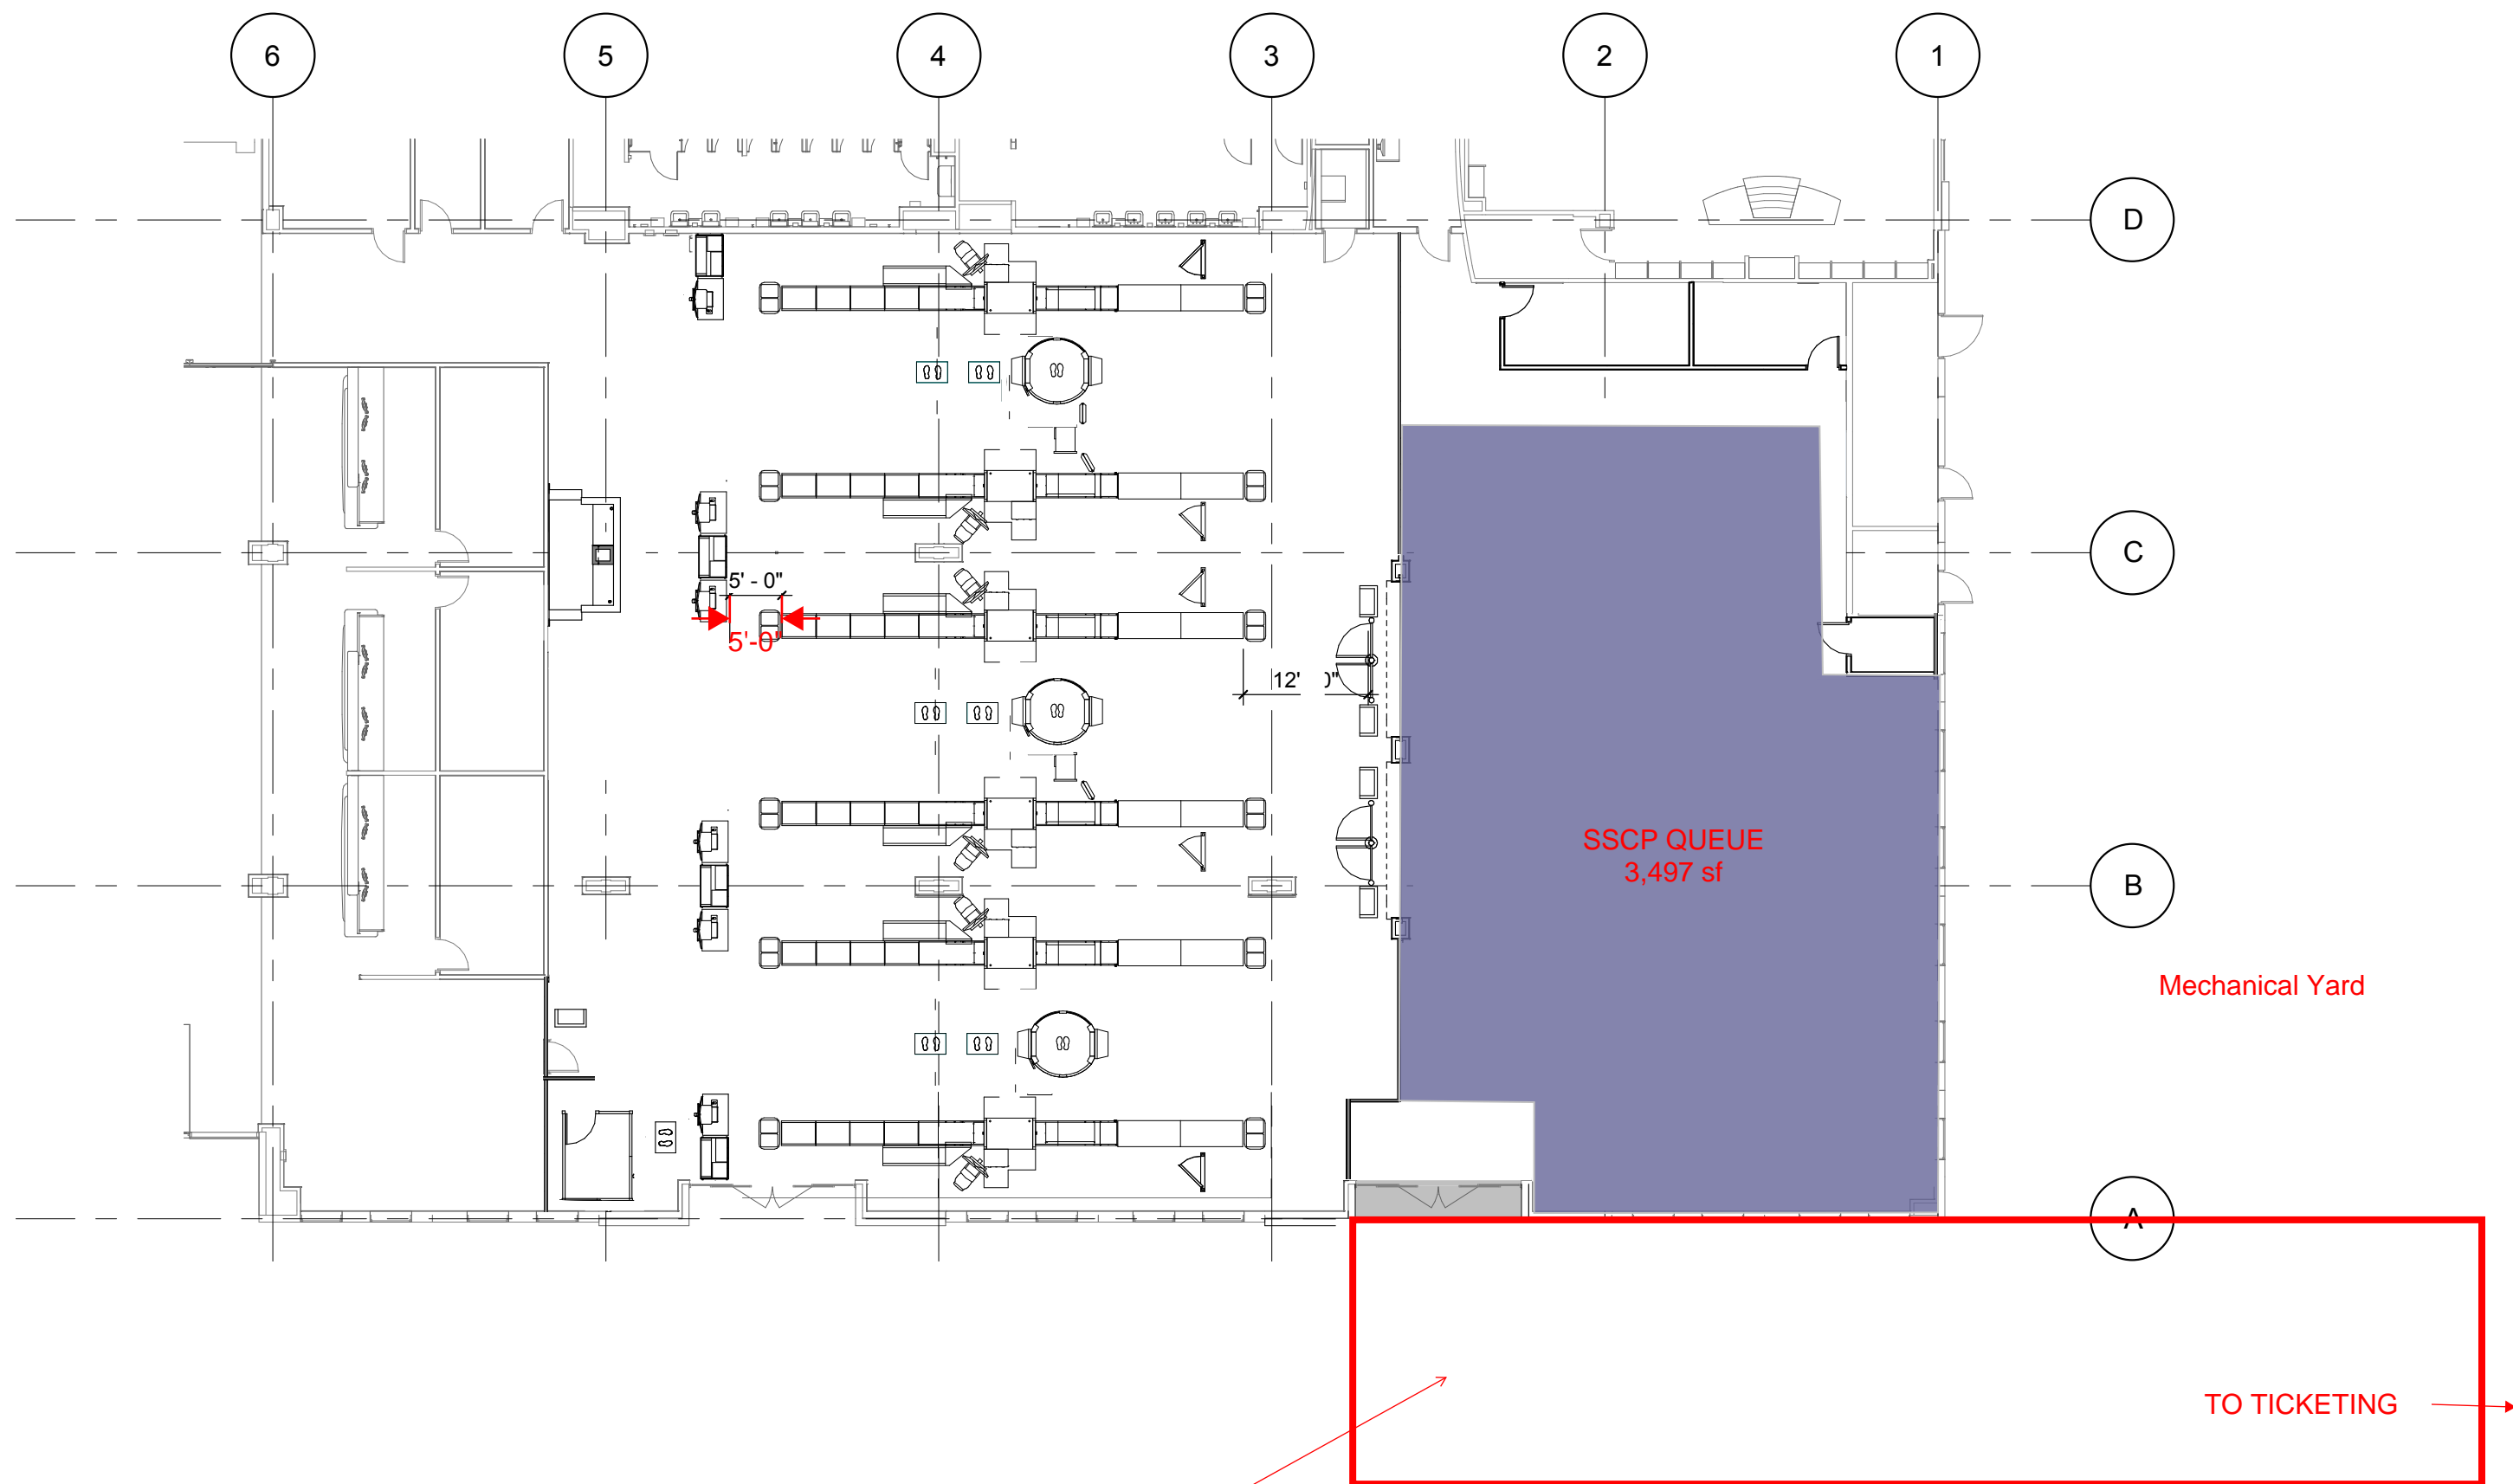 6
5
4
3
2
1
D
C
5' - 0"
5'-0"
12' 0"
SSCP QUEUE
3,497 sf
B
Mechanical Yard
A
TO TICKETING